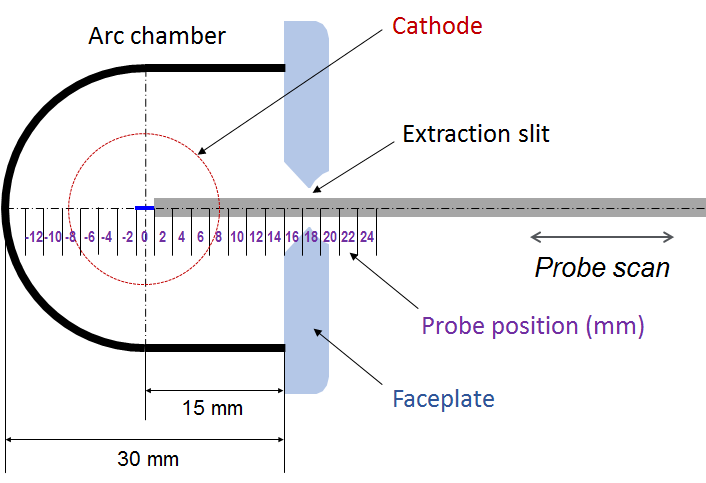 Arc chamber
Cathode
Extraction slit
-12 -10 -8 -6 -4 -2 0 2 4 6 8 10 12 14 16 18 20 22 24
Probe scan
Probe position (mm)
Faceplate
15 mm
30 mm